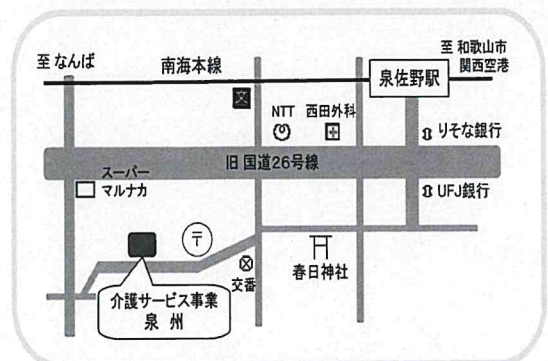 至 なんば
南海本線
至 和歌山市
関西空港
泉佐野駅
文
NTT
西田外科
りそな銀行
旧 国道26号線
スーパー
マルナカ
UFJ銀行
〒
交番
春日神社
介護サービス事業
泉 州